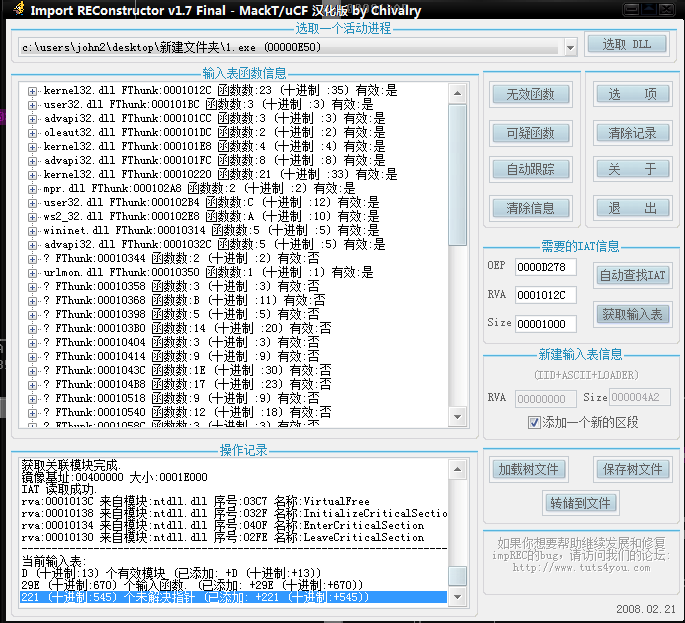 Import REConstructor v1.7 Final - MackT/uCF 汉化版 by Chivalry
选取一个活动进程
c:\users\john2\desktop\新建文件夹\1.exe (00000E50)
选取 DLL
输入表函数信息
kernel32.dll FThunk:0001012C 函数数:23 (十进制 :35) 有效:是
user32.dll FThunk:000101BC 函数数:3 (十进制 :3) 有效:是
advapi32.dll FThunk:000101CC 函数数:3 (十进制 :3) 有效:是
oleaut32.dll FThunk:000101DC 函数数:2 (十进制 :2) 有效:是
kernel32.dll FThunk:000101E8 函数数:4 (十进制 :4) 有效:是
advapi32.dll FThunk:000101FC 函数数:8 (十进制 :8) 有效:是
kernel32.dll FThunk:00010220 函数数:21 (十进制 :33) 有效:是
mpr.dll FThunk:000102A8 函数数:2 (十进制 :2) 有效:是
user32.dll FThunk:000102B4 函数数:C (十进制 :12) 有效:是
ws2_32.dll FThunk:000102E8 函数数:A (十进制 :10) 有效:是
wininet.dll FThunk:00010314 函数数:5 (十进制 :5) 有效:是
advapi32.dll FThunk:0001032C 函数数:5 (十进制 :5) 有效:是
? FThunk:00010344 函数数:2 (十进制 :2) 有效:否
urlmon.dll FThunk:00010350 函数数:1 (十进制 :1) 有效:是
? FThunk:00010358 函数数:3 (十进制 :3) 有效:否
? FThunk:00010368 函数数:B (十进制 :11) 有效:否
? FThunk:00010398 函数数:5 (十进制 :5) 有效:否
? FThunk:000103B0 函数数:14 (十进制 :20) 有效:否
? FThunk:00010404 函数数:3 (十进制 :3) 有效:否
? FThunk:00010414 函数数:9 (十进制 :9) 有效:否
? FThunk:0001043C 函数数:1E (十进制 :30) 有效:否
? FThunk:000104B8 函数数:17 (十进制 :23) 有效:否
? FThunk:00010518 函数数:9 (十进制 :9) 有效:否
? FThunk:00010540 函数数:12 (十进制 :18) 有效:否
? FThunk:0001058C 函数数:3 (十进制 :3) 有效:否
无效函数
选 项
可疑函数
清除记录
自动跟踪
关 于
清除信息
退 出
需要的IAT信息
OEP 0000D278
自动查找IAT
RVA 0001012C
获取输入表
Size 00001000
新建输入表信息
(IID+ASCII+LOADER)
RVA 00000000 Size 000004A2
添加一个新的区段
操作记录
获取关联模块完成.
镜像基址:00400000 大小:0001E000
IAT 读取成功.
rva:0001013C 来自模块:ntdll.dll 序号:03C7 名称:VirtualFree
rva:00010138 来自模块:ntdll.dll 序号:032F 名称:InitializeCriticalSectio
rva:00010134 来自模块:ntdll.dll 序号:040F 名称:EnterCriticalSection
rva:00010130 来自模块:ntdll.dll 序号:02FE 名称:LeaveCriticalSection
当前输入表:
D (十进制:13) 个有效模块 (已添加: +D (十进制:+13))
29E (十进制:670) 个输入函数. (已添加: +29E (十进制:+670))
221 (十进制:545) 个未解决指针 (已添加: +221 (十进制:+545))
加载树文件
保存树文件
转储到文件
如果你想要帮助继续发展和修复
impREC的bug，请访问我们的论坛:
http://www.tuts4you.com
2008.02.21